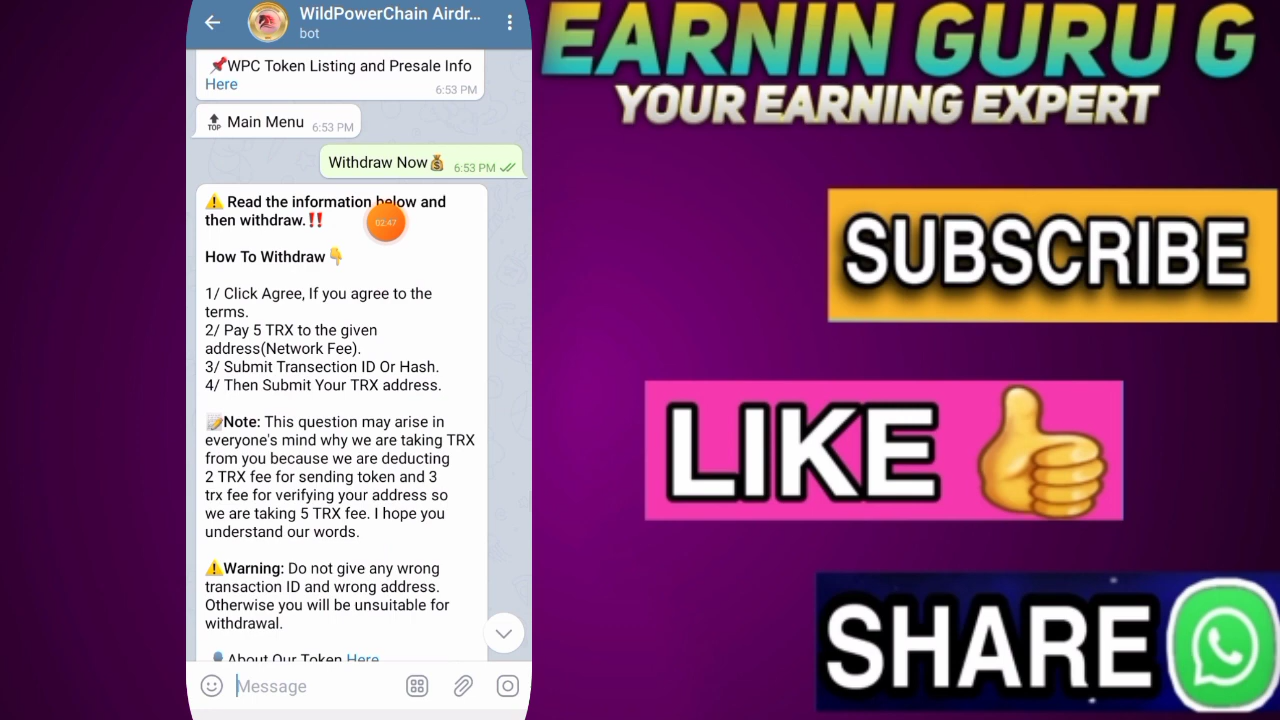 WildPowerChain Airdr...
bot
📌WPC Token Listing and Presale Info
Here
6:53 PM
🔝 Main Menu 6:53 PM
Withdraw Now💰 6:53 PM
⚠️ Read the information below and
then withdraw.‼️
02:47
How To Withdraw👇
1/ Click Agree, If you agree to the
terms.
2/ Pay 5 TRX to the given
address(Network Fee).
3/ Submit Transection ID Or Hash.
4/ Then Submit Your TRX address.
📝Note: This question may arise in
everyone's mind why we are taking TRX
from you because we are deducting
2 TRX fee for sending token and 3
trx fee for verifying your address so
we are taking 5 TRX fee. I hope you
understand our words.
⚠️Warning: Do not give any wrong
transaction ID and wrong address.
Otherwise you will be unsuitable for
withdrawal.
🗣About Our Token Here
Message
EARNIN GURU G
YOUR EARNING EXPERT
SUBSCRIBE
LIKE 👍
SHARE